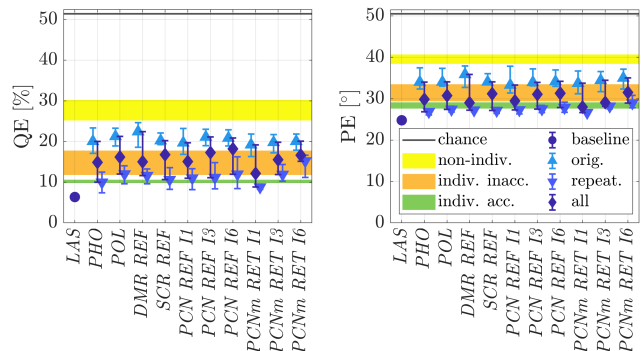 QE [%]
50
40
30
20
10
0
LAS
PHO
POL
DMR REF
SCR REF
PCN REF I1
PCN REF I3
PCN REF I6
PCNm RET I1
PCNm RET I3
PCNm RET I6
PE [°]
50
40
30
20
10
0
chance
non-indiv.
indiv. inacc.
indiv. acc.
baseline
orig.
repeat.
all
LAS
PHO
POL
DMR REF
SCR REF
PCN REF I1
PCN REF I3
PCN REF I6
PCNm RET I1
PCNm RET I3
PCNm RET I6